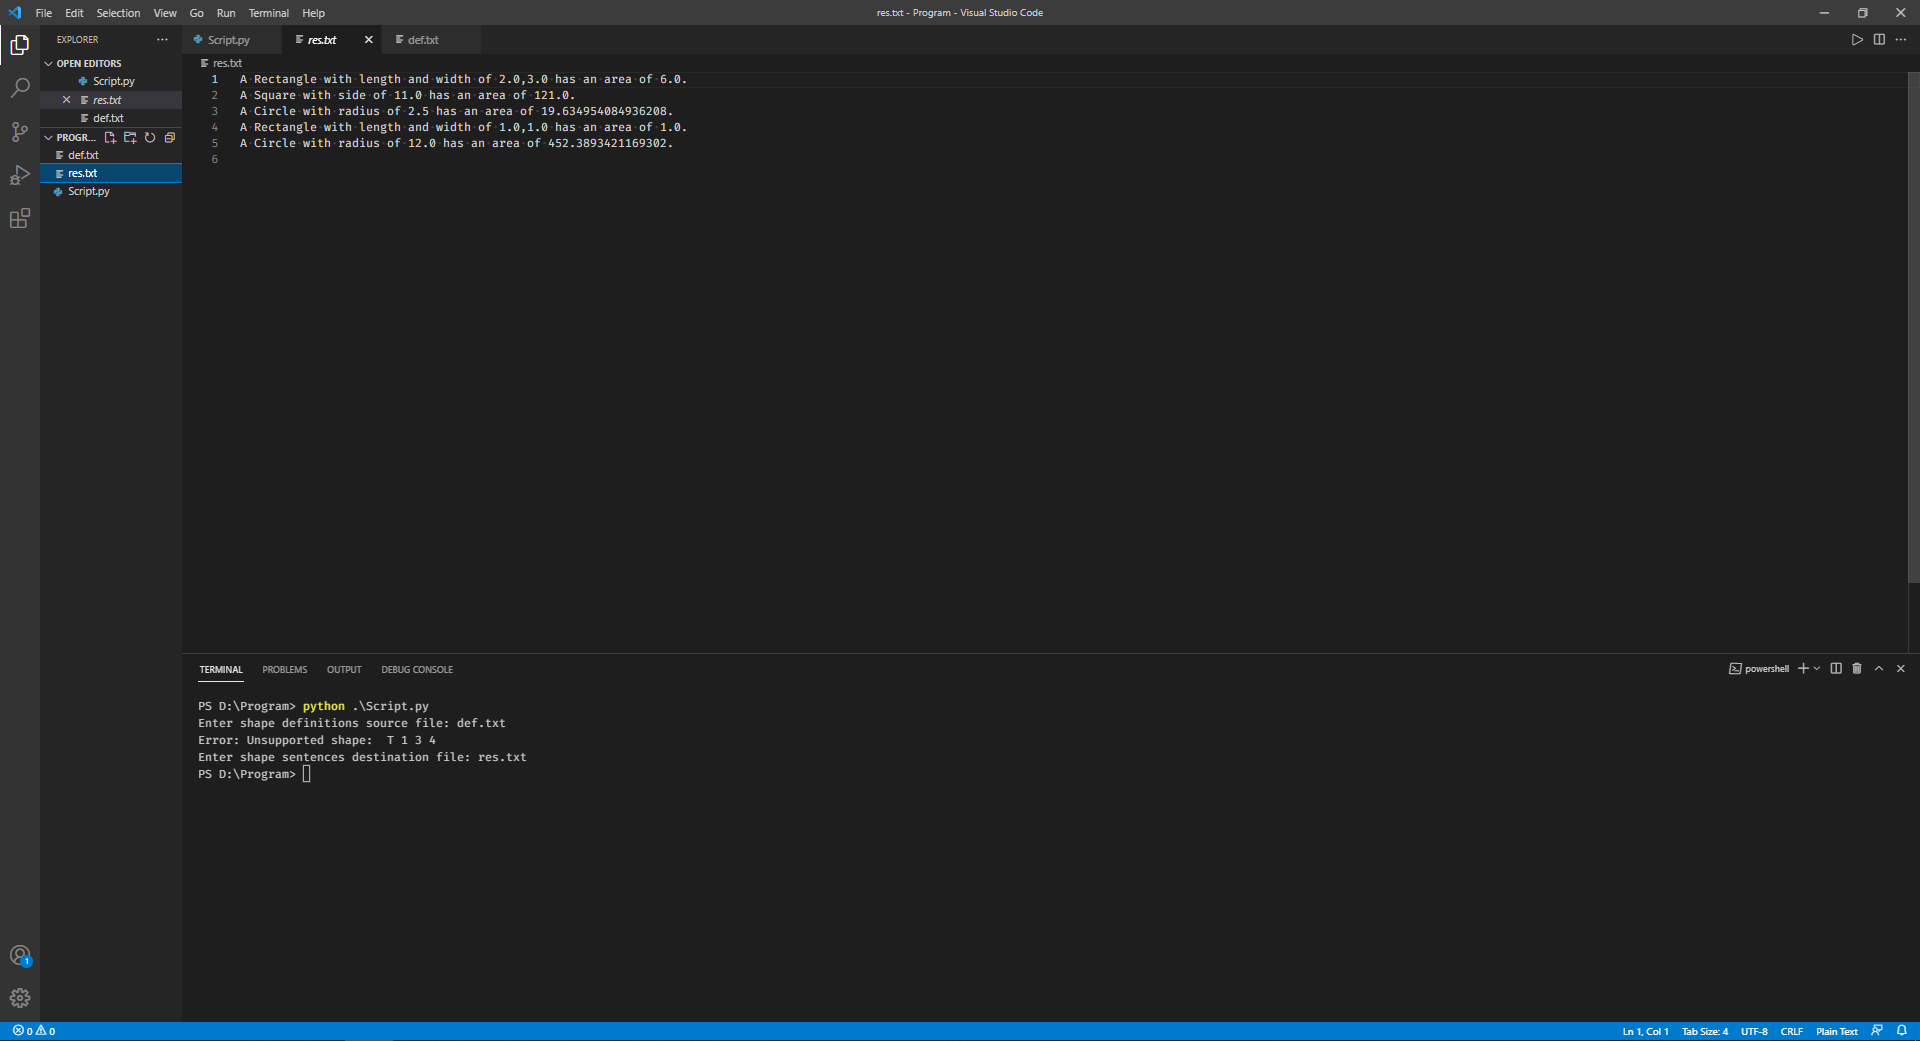 File Edit Selection View Go Run Terminal Help
res.txt - Program - Visual Studio Code
EXPLORER
OPEN EDITORS
Script.py
res.txt
def.txt
PROGR...
def.txt
res.txt
Script.py
Script.py res.txt def.txt
res.txt
1 A Rectangle with length and width of 2.0,3.0 has an area of 6.0.
2 A Square with side of 11.0 has an area of 121.0.
3 A Circle with radius of 2.5 has an area of 19.634954084936208.
4 A Rectangle with length and width of 1.0,1.0 has an area of 1.0.
5 A Circle with radius of 12.0 has an area of 452.3893421169302.
6
TERMINAL PROBLEMS OUTPUT DEBUG CONSOLE
powershell
PS D:\Program> python .\Script.py
Enter shape definitions source file: def.txt
Error: Unsupported shape:  T 1 3 4
Enter shape sentences destination file: res.txt
PS D:\Program>
1
0 0
Ln 1, Col 1 Tab Size: 4 UTF-8 CRLF Plain Text